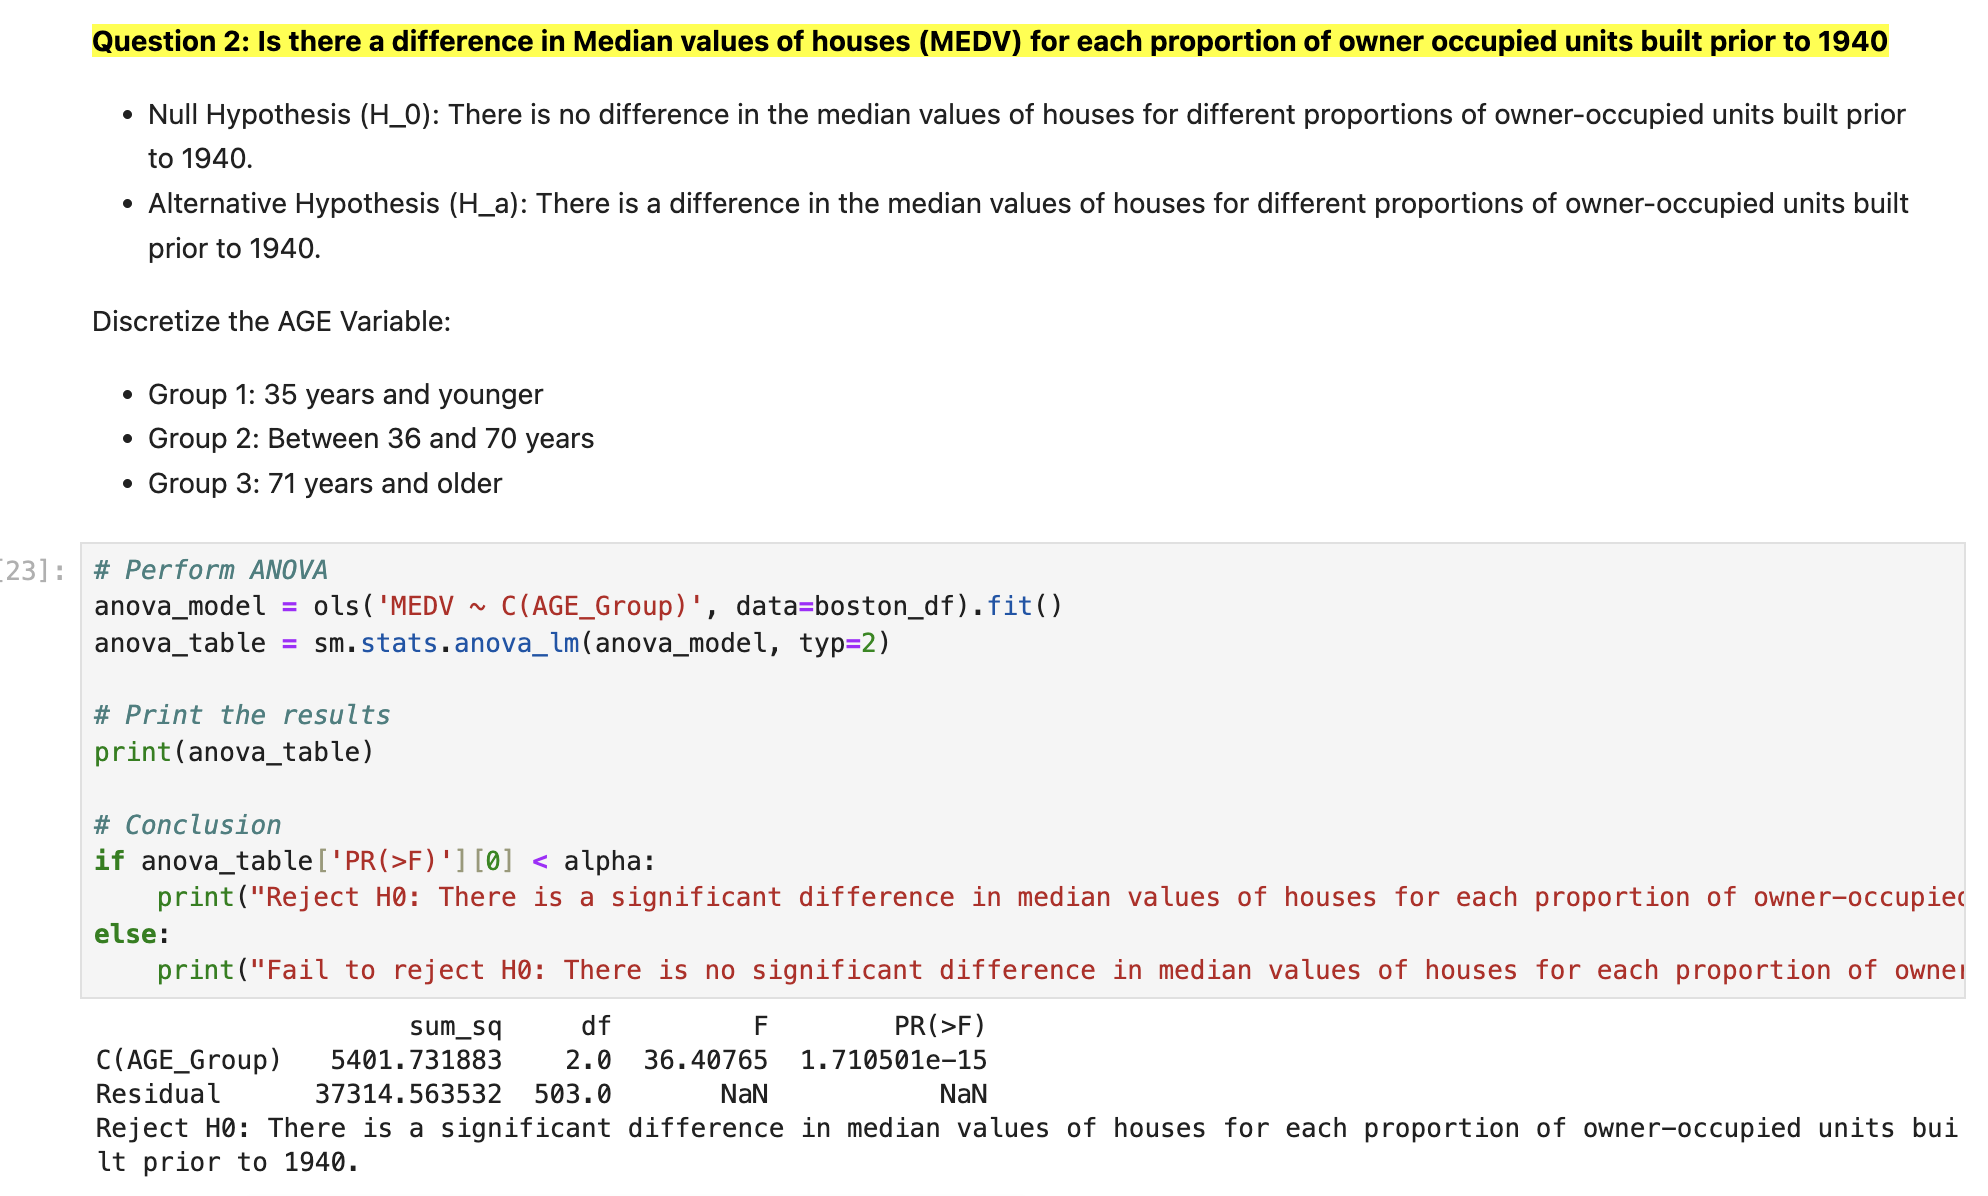 Question 2: Is there a difference in Median values of houses (MEDV) for each proportion of owner occupied units built prior to 1940
• Null Hypothesis (H_0): There is no difference in the median values of houses for different proportions of owner-occupied units built prior
to 1940.
• Alternative Hypothesis (H_a): There is a difference in the median values of houses for different proportions of owner-occupied units built
prior to 1940.
Discretize the AGE Variable:
• Group 1: 35 years and younger
• Group 2: Between 36 and 70 years
• Group 3: 71 years and older
[23]:
# Perform ANOVA
anova_model = ols('MEDV ~ C(AGE_Group)', data=boston_df).fit()
anova_table = sm.stats.anova_lm(anova_model, typ=2)
# Print the results
print(anova_table)
# Conclusion
if anova_table['PR(>F)'][0] < alpha:
    print("Reject H0: There is a significant difference in median values of houses for each proportion of owner-occupied
else:
    print("Fail to reject H0: There is no significant difference in median values of houses for each proportion of owner
                    sum_sq     df         F        PR(>F)
C(AGE_Group)   5401.731883    2.0  36.40765  1.710501e-15
Residual      37314.563532  503.0       NaN           NaN
Reject H0: There is a significant difference in median values of houses for each proportion of owner-occupied units bui
lt prior to 1940.